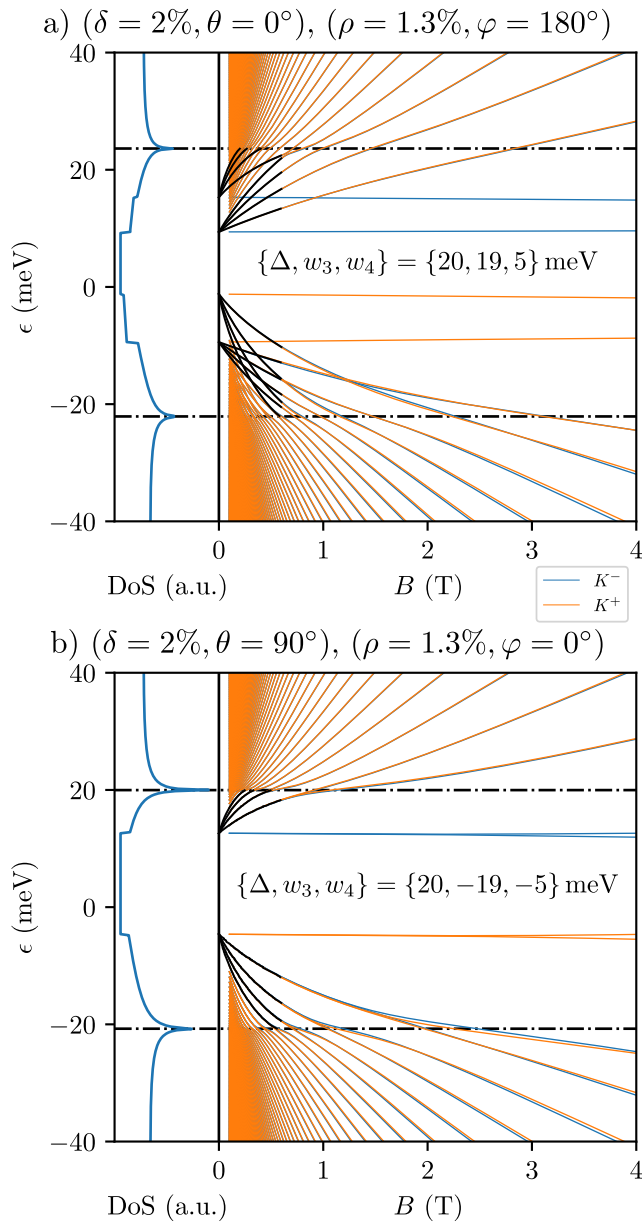 a) (δ = 2%, θ = 0°), (ρ = 1.3%, φ = 180°)
40
20
0
−20
−40
ϵ (meV)
{Δ, w₃, w₄} = {20, 19, 5} meV
0 1 2 3 4
DoS (a.u.) B (T)
K⁻
K⁺
b) (δ = 2%, θ = 90°), (ρ = 1.3%, φ = 0°)
40
20
0
−20
−40
ϵ (meV)
{Δ, w₃, w₄} = {20, −19, −5} meV
0 1 2 3 4
DoS (a.u.) B (T)